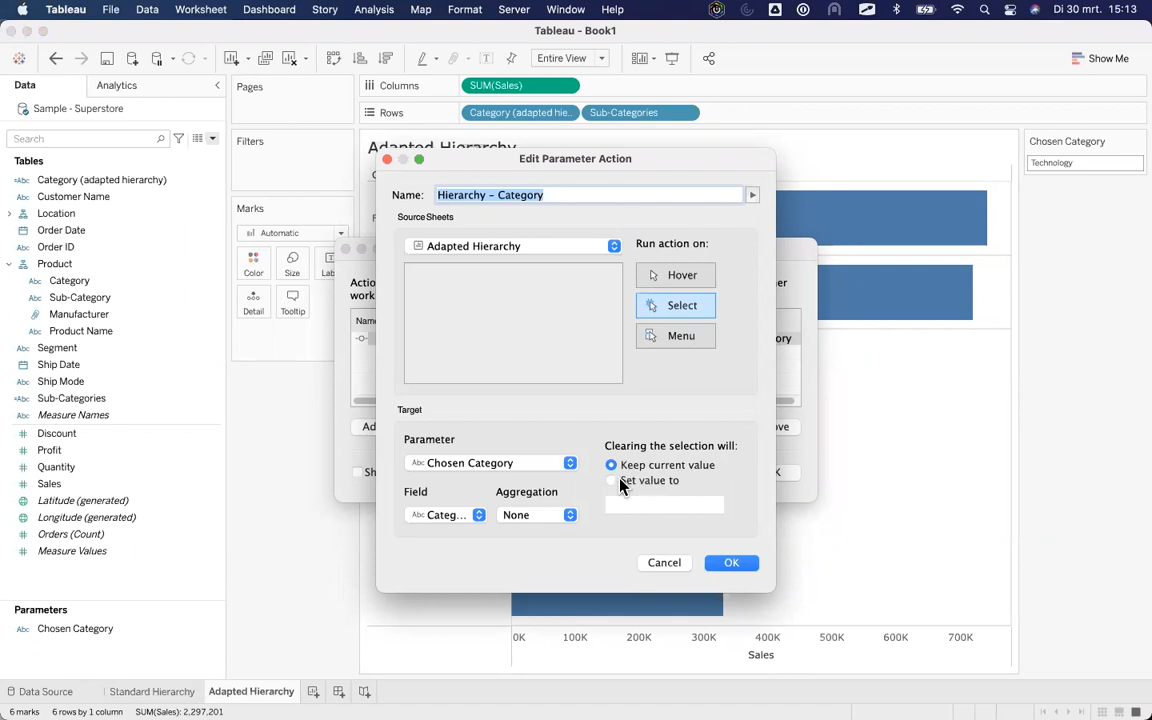 Tableau File Data Worksheet Dashboard Story Analysis Map Format Server Window Help Di 30 mrt. 15:13
Tableau - Book1
Entire View Show Me
Data Analytics
Sample - Superstore
Search
Tables
Category (adapted hierarchy)
Customer Name
Location
Order Date
Order ID
Product
Category
Sub-Category
Manufacturer
Product Name
Segment
Ship Date
Ship Mode
Sub-Categories
Measure Names
Discount
Profit
Quantity
Sales
Latitude (generated)
Longitude (generated)
Orders (Count)
Measure Values
Parameters
Chosen Category
Pages
Filters
Marks
Automatic
Color Size Lab
Detail Tooltip
Columns SUM(Sales)
Rows Category (adapted hie.. Sub-Categories
Adapted Hierarchy
Chosen Category
Technology
Edit Parameter Action
Name: Hierarchy - Category
Source Sheets
Adapted Hierarchy
Run action on:
Hover
Select
Menu
Target
Parameter
Chosen Category
Field Aggregation
Categ... None
Clearing the selection will:
Keep current value
Set value to
Cancel OK
0K 100K 200K 300K 400K 500K 600K 700K
Sales
Data Source Standard Hierarchy Adapted Hierarchy
6 marks 6 rows by 1 column SUM(Sales): 2,297,201